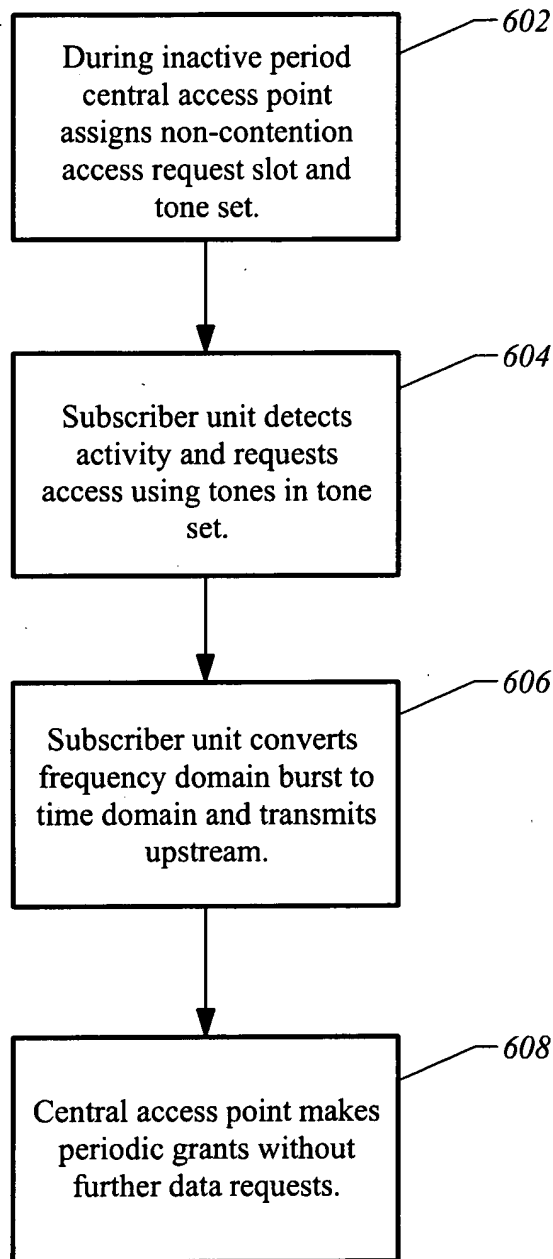 602
During inactive period
central access point
assigns non-contention
access request slot and
tone set.
604
Subscriber unit detects
activity and requests
access using tones in tone
set.
606
Subscriber unit converts
frequency domain burst to
time domain and transmits
upstream.
608
Central access point makes
periodic grants without
further data requests.